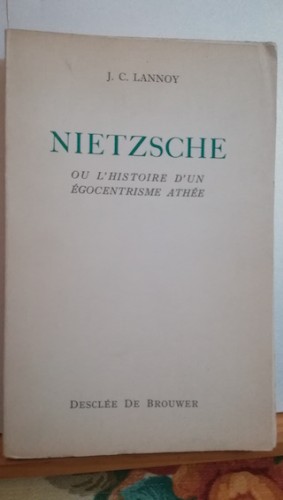 J. C. LANNOY
NIETZSCHE
OU L'HISTOIRE D'UN
ÉGOCENTRISME ATHÉE
DESCLÉE DE BROUWER